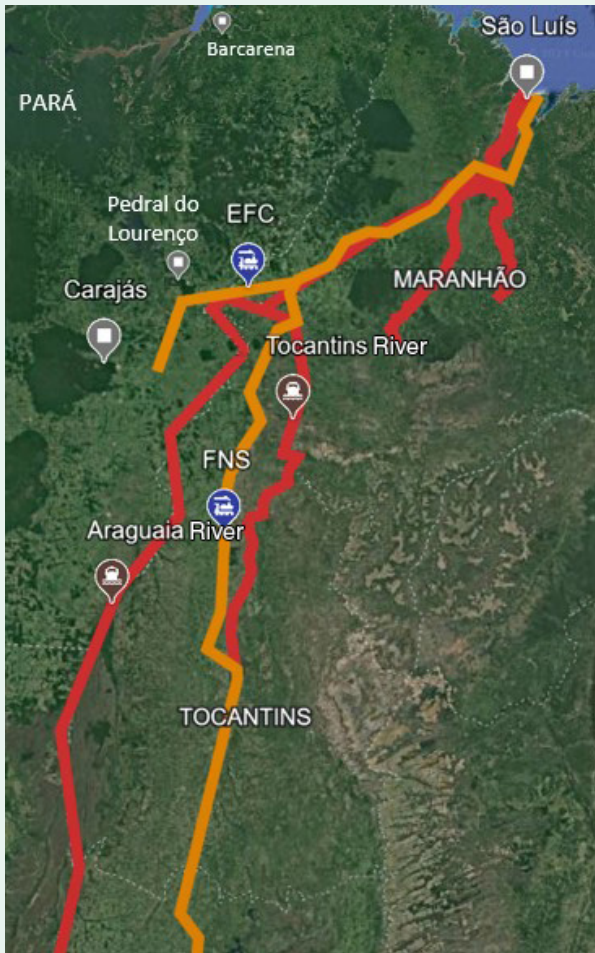 São Luís
Barcarena
PARÁ
Pedral do
Lourenço
EFC
MARANHÃO
Carajás
Tocantins River
FNS
Araguaia River
TOCANTINS